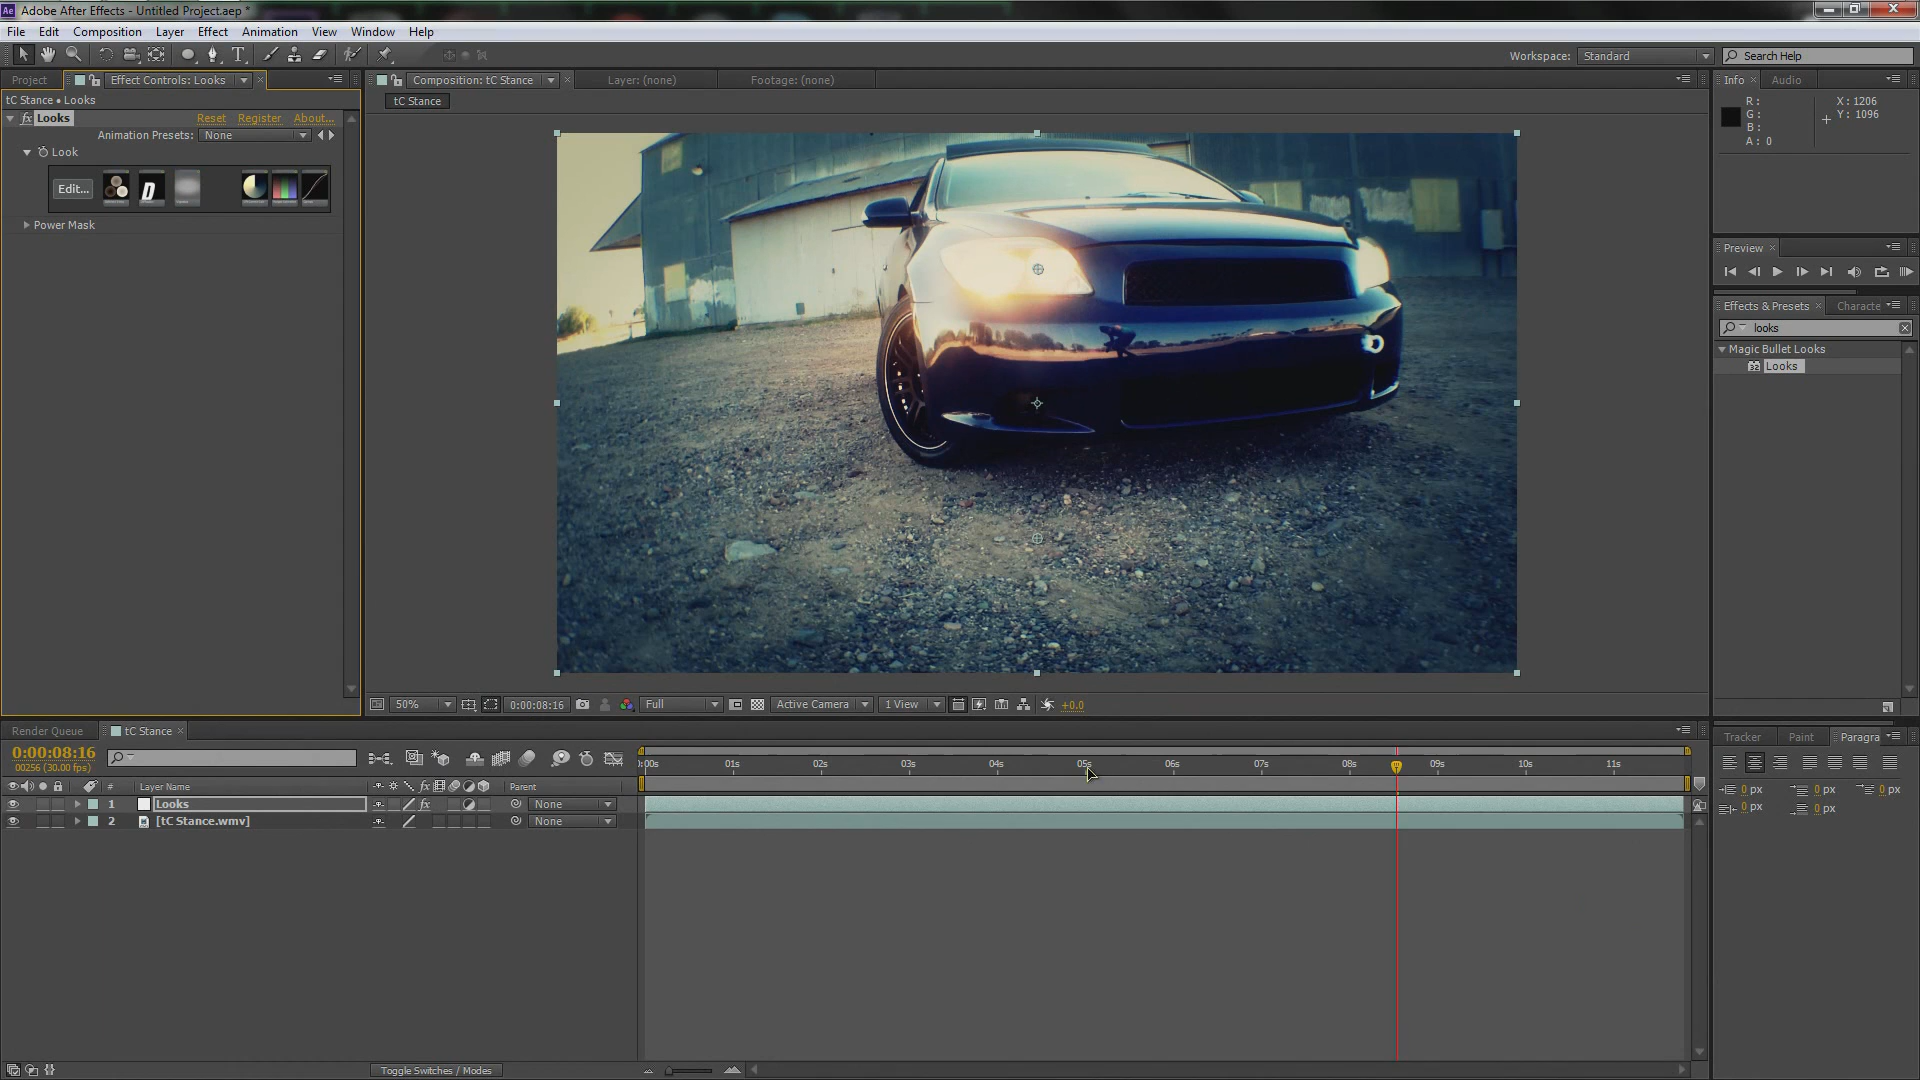 Ae Adobe After Effects - Untitled Project.aep *
File Edit Composition Layer Effect Animation View Window Help
T Workspace: Standard Search Help
Project Effect Controls: Looks Composition: tC Stance Layer: (none) Footage: (none) Info Audio
tC Stance • Looks
tC Stance
R:
G:
B:
A: 0
X: 1206
Y: 1096
fx Looks Reset Register About...
Animation Presets: None
Look
Edit...
Power Mask
Preview
Effects & Presets Characte
looks
Magic Bullet Looks
32 Looks
50% 0:00:08:16 Full Active Camera 1 View +0.0
Render Queue tC Stance
Tracker Paint Paragra
0:00:08:16
00256 (30.00 fps)
:00s 01s 02s 03s 04s 05s 06s 07s 08s 09s 10s 11s
# Layer Name fx Parent
1 Looks fx None
2 [tC Stance.wmv] None
0 px 0 px 0 px
0 px 0 px
Toggle Switches / Modes